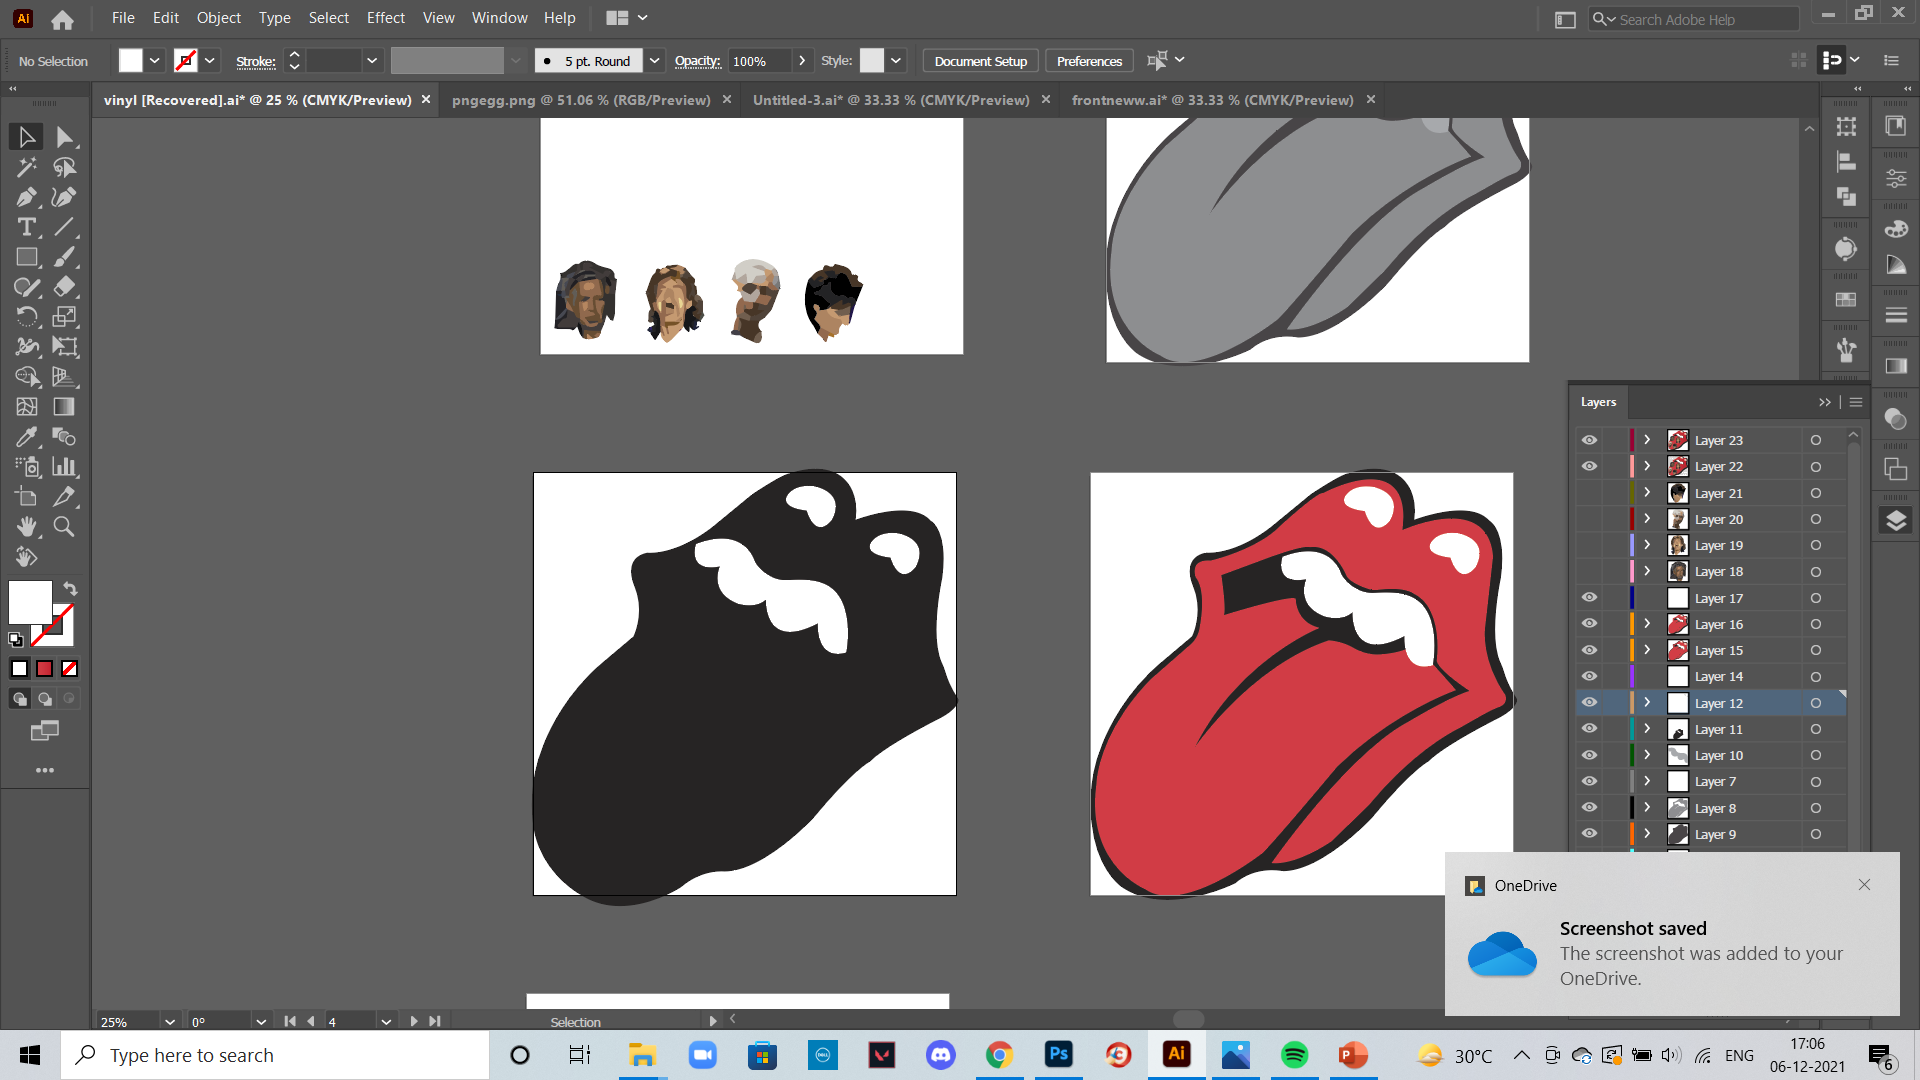 Ai File Edit Object Type Select Effect View Window Help Search Adobe Help
No Selection Stroke: 5 pt. Round Opacity: 100% Style: Document Setup Preferences
vinyl [Recovered].ai* @ 25 % (CMYK/Preview) pngegg.png @ 51.06 % (RGB/Preview) Untitled-3.ai* @ 33.33 % (CMYK/Preview) frontneww.ai* @ 33.33 % (CMYK/Preview)
Layers
Layer 23
Layer 22
Layer 21
Layer 20
Layer 19
Layer 18
Layer 17
Layer 16
Layer 15
Layer 14
Layer 12
Layer 11
Layer 10
Layer 7
Layer 8
Layer 9
OneDrive
Screenshot saved
The screenshot was added to your
OneDrive.
25% 0° 4 Selection
Type here to search
DELL
Ps
Ai
P
30°C
ENG
17:06
06-12-2021
6